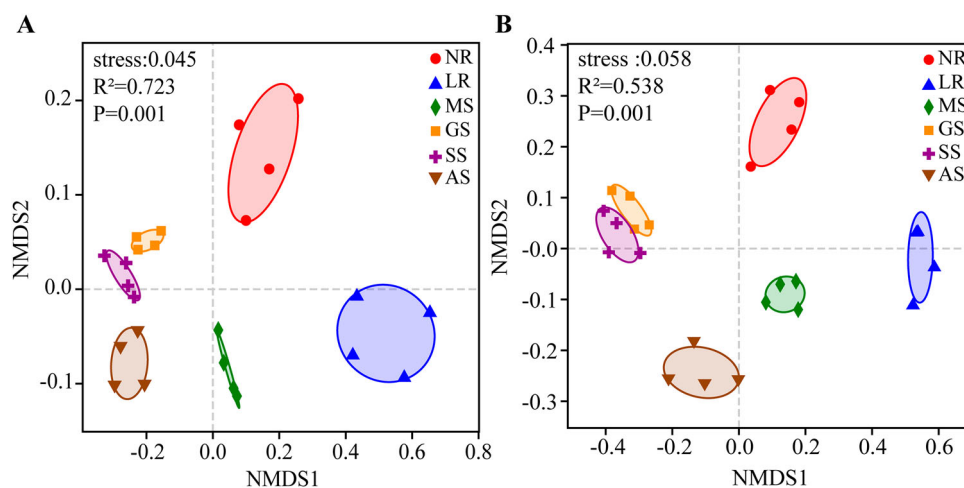 A
stress:0.045
R²=0.723
P=0.001
NR
LR
MS
GS
SS
AS
0.2
0.1
0.0
-0.1
NMDS2
-0.2
0.0
0.2
0.4
0.6
0.8
NMDS1
B
stress :0.058
R²=0.538
P=0.001
NR
LR
MS
GS
SS
AS
0.4
0.3
0.2
0.1
-0.0
-0.1
-0.2
-0.3
NMDS2
-0.4
-0.2
0.0
0.2
0.4
0.6
NMDS1